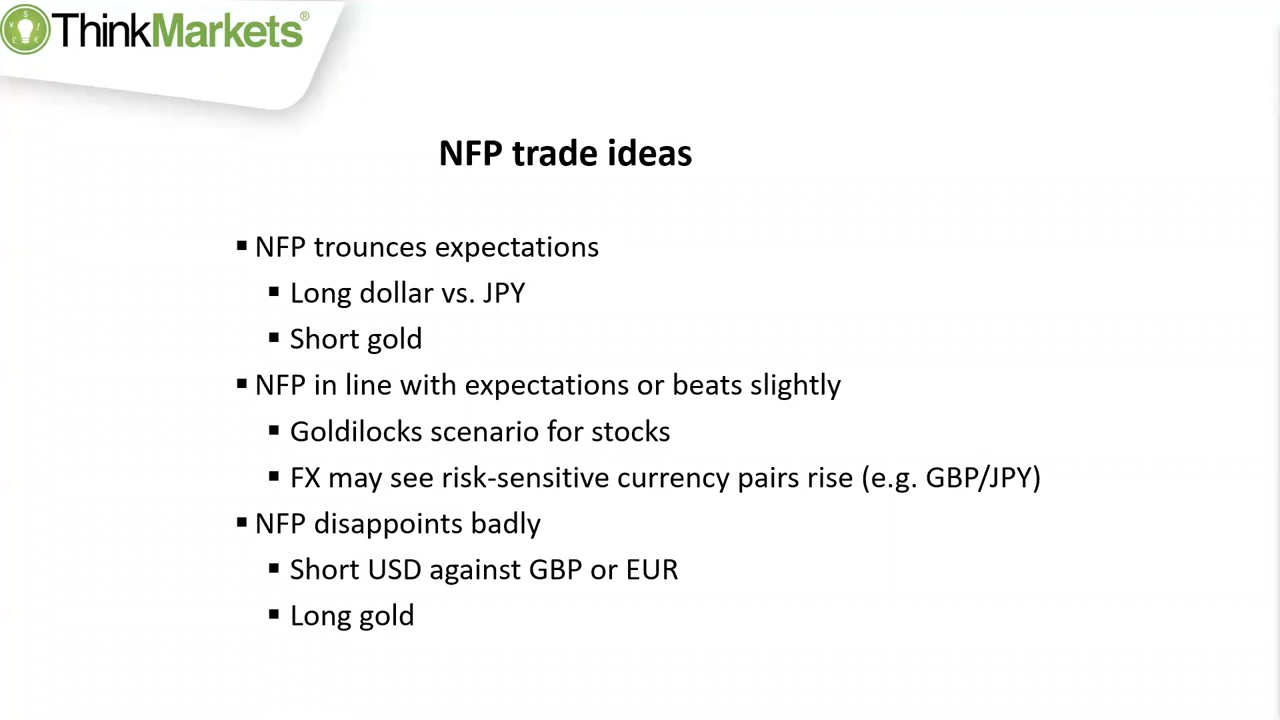 ThinkMarkets®
NFP trade ideas
▪ NFP trounces expectations
▪ Long dollar vs. JPY
▪ Short gold
▪ NFP in line with expectations or beats slightly
▪ Goldilocks scenario for stocks
▪ FX may see risk-sensitive currency pairs rise (e.g. GBP/JPY)
▪ NFP disappoints badly
▪ Short USD against GBP or EUR
▪ Long gold